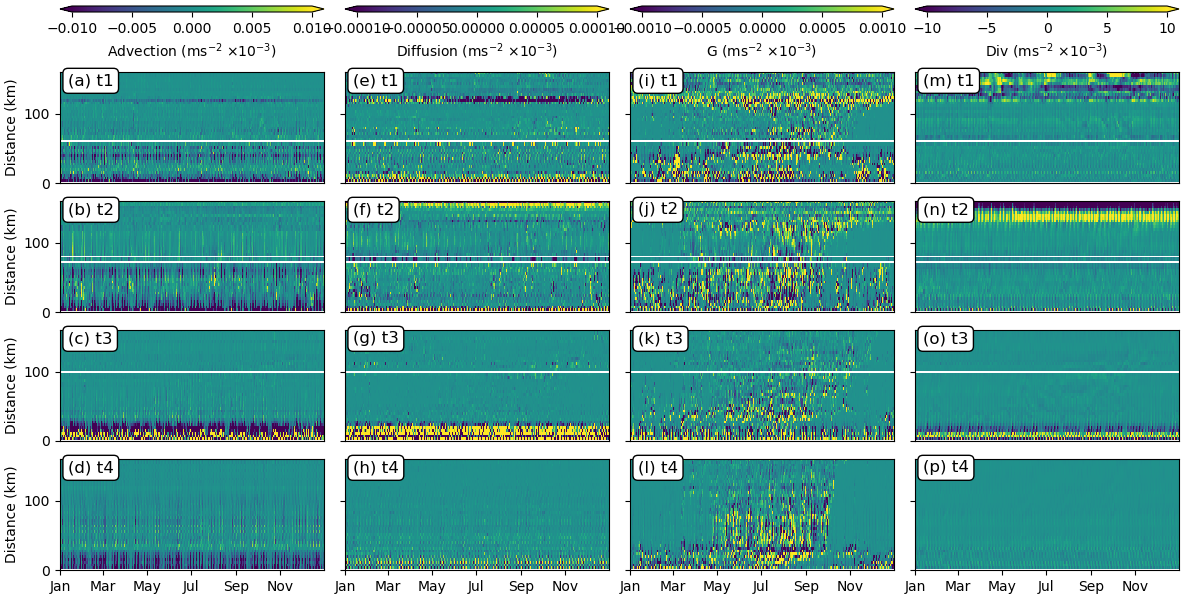 −0.010 −0.005 0.000 0.005 0.010
−0.00010 −0.00005 0.00000 0.00005 0.00010
−0.0010 −0.0005 0.0000 0.0005 0.0010
−10 −5 0 5 10
Advection (ms⁻² ×10⁻³) Diffusion (ms⁻² ×10⁻³) G (ms⁻² ×10⁻³) Div (ms⁻² ×10⁻³)
(a) t1 (e) t1 (i) t1 (m) t1
Distance (km) 100 0
(b) t2 (f) t2 (j) t2 (n) t2
Distance (km) 100 0
(c) t3 (g) t3 (k) t3 (o) t3
Distance (km) 100 0
(d) t4 (h) t4 (l) t4 (p) t4
Distance (km) 100 0
Jan Mar May Jul Sep Nov Jan Mar May Jul Sep Nov Jan Mar May Jul Sep Nov Jan Mar May Jul Sep Nov